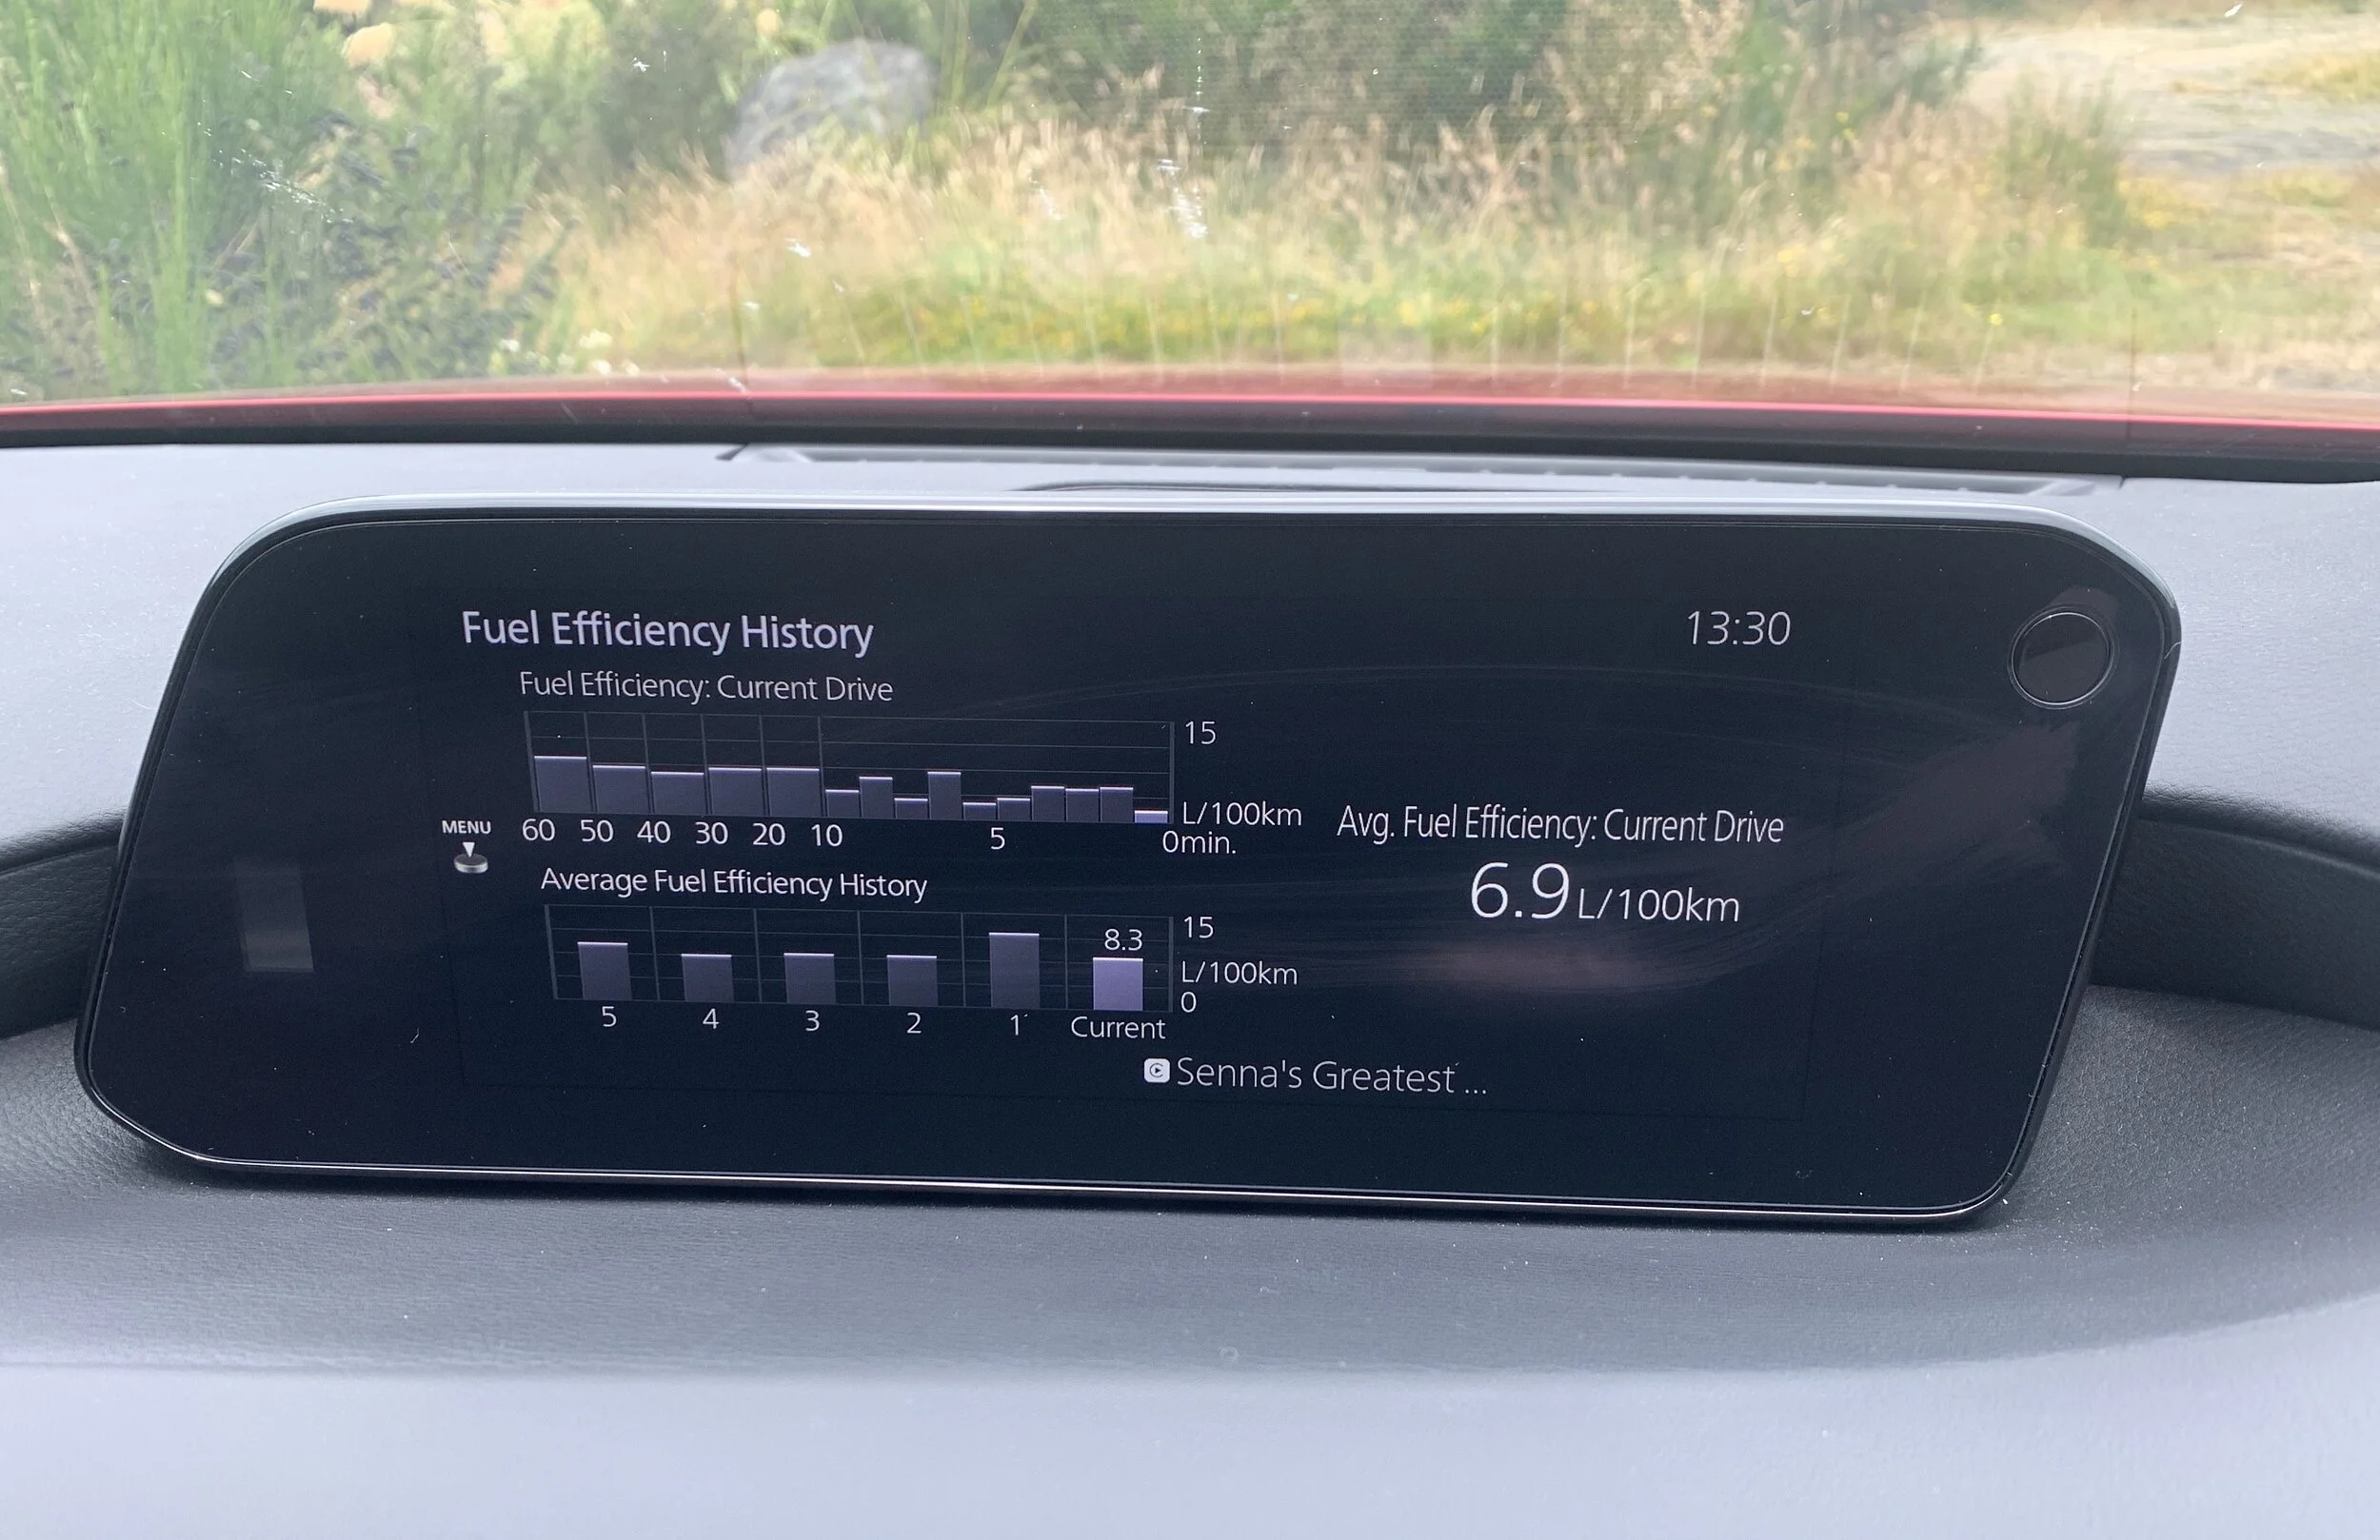 Fuel Efficiency History
13:30
Fuel Efficiency: Current Drive
15
L/100km
60 50 40 30 20 10 5 0min.
MENU
Avg. Fuel Efficiency: Current Drive
6.9 L/100km
Average Fuel Efficiency History
15
8.3
L/100km
0
5 4 3 2 1 Current
Senna's Greatest ...